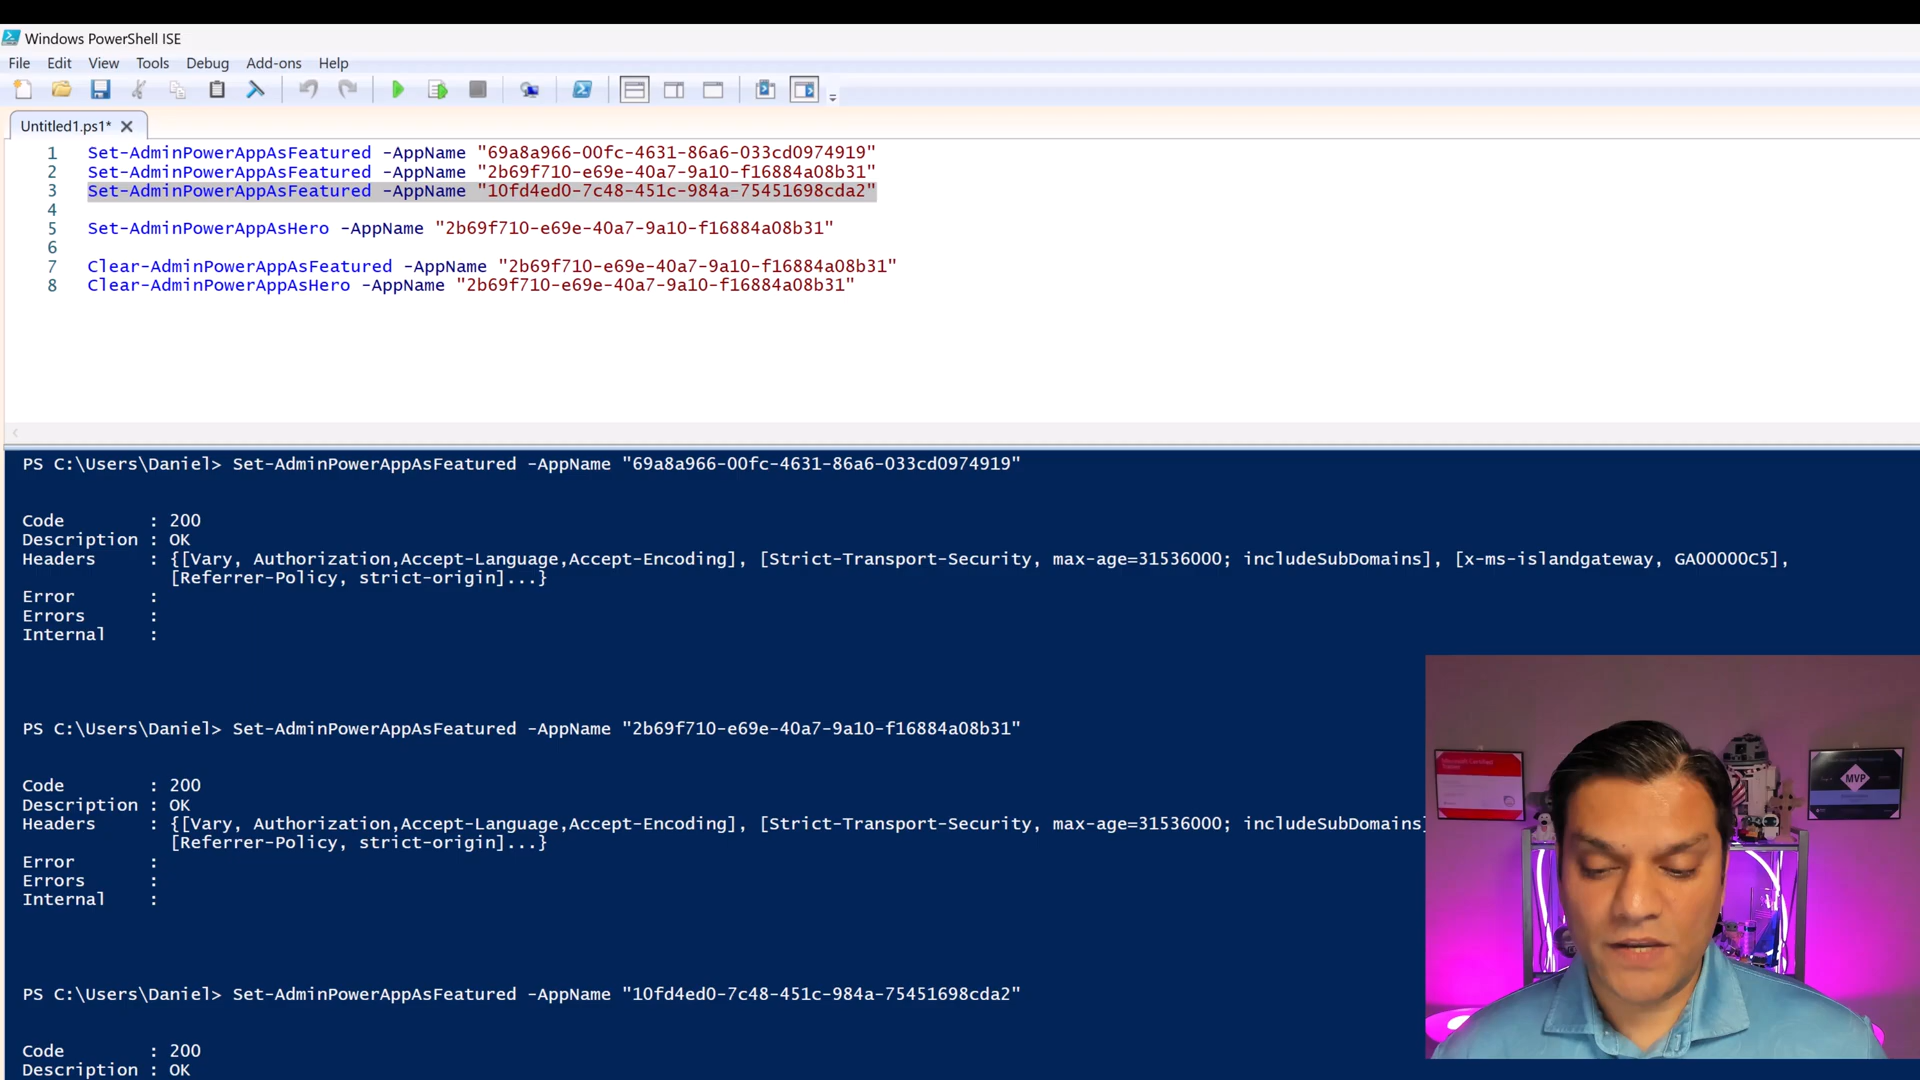 Windows PowerShell ISE
File Edit View Tools Debug Add-ons Help
Untitled1.ps1*
1 Set-AdminPowerAppAsFeatured -AppName "69a8a966-00fc-4631-86a6-033cd0974919"
2 Set-AdminPowerAppAsFeatured -AppName "2b69f710-e69e-40a7-9a10-f16884a08b31"
3 Set-AdminPowerAppAsFeatured -AppName "10fd4ed0-7c48-451c-984a-75451698cda2"
4
5 Set-AdminPowerAppAsHero -AppName "2b69f710-e69e-40a7-9a10-f16884a08b31"
6
7 Clear-AdminPowerAppAsFeatured -AppName "2b69f710-e69e-40a7-9a10-f16884a08b31"
8 Clear-AdminPowerAppAsHero -AppName "2b69f710-e69e-40a7-9a10-f16884a08b31"
PS C:\Users\Daniel> Set-AdminPowerAppAsFeatured -AppName "69a8a966-00fc-4631-86a6-033cd0974919"
Code : 200
Description : OK
Headers : {[Vary, Authorization,Accept-Language,Accept-Encoding], [Strict-Transport-Security, max-age=31536000; includeSubDomains], [x-ms-islandgateway, GA00000C5],
[Referrer-Policy, strict-origin]...}
Error :
Errors :
Internal :
PS C:\Users\Daniel> Set-AdminPowerAppAsFeatured -AppName "2b69f710-e69e-40a7-9a10-f16884a08b31"
Code : 200
Description : OK
Headers : {[Vary, Authorization,Accept-Language,Accept-Encoding], [Strict-Transport-Security, max-age=31536000; includeSubDomains]
[Referrer-Policy, strict-origin]...}
Error :
Errors :
Internal :
PS C:\Users\Daniel> Set-AdminPowerAppAsFeatured -AppName "10fd4ed0-7c48-451c-984a-75451698cda2"
Code : 200
Description : OK
Microsoft Certified
Trainer
MVP